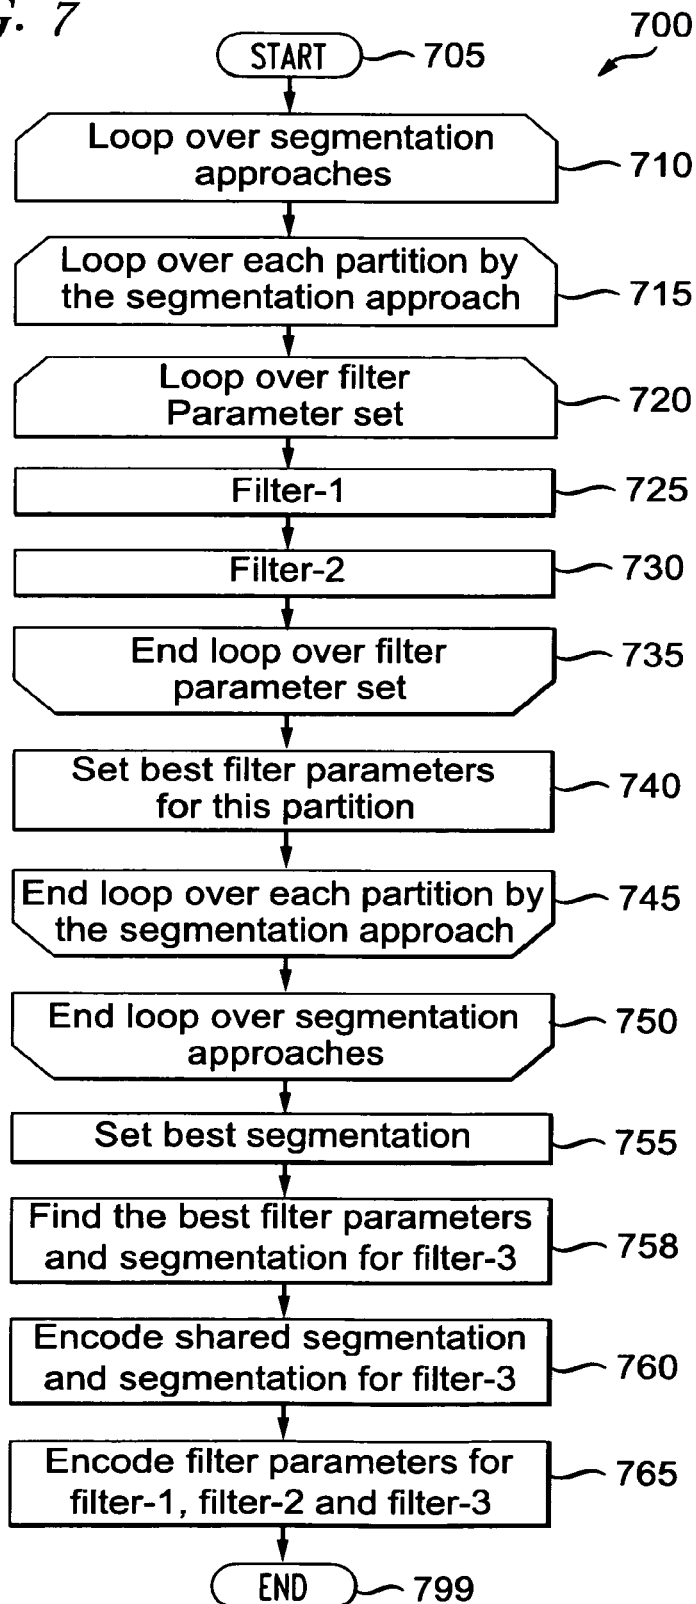 G. 7
700
START 705
Loop over segmentation
approaches
710
Loop over each partition by
the segmentation approach
715
Loop over filter
Parameter set
720
Filter-1
725
Filter-2
730
End loop over filter
parameter set
735
Set best filter parameters
for this partition
740
End loop over each partition by
the segmentation approach
745
End loop over segmentation
approaches
750
Set best segmentation
755
Find the best filter parameters
and segmentation for filter-3
758
Encode shared segmentation
and segmentation for filter-3
760
Encode filter parameters for
filter-1, filter-2 and filter-3
765
END 799